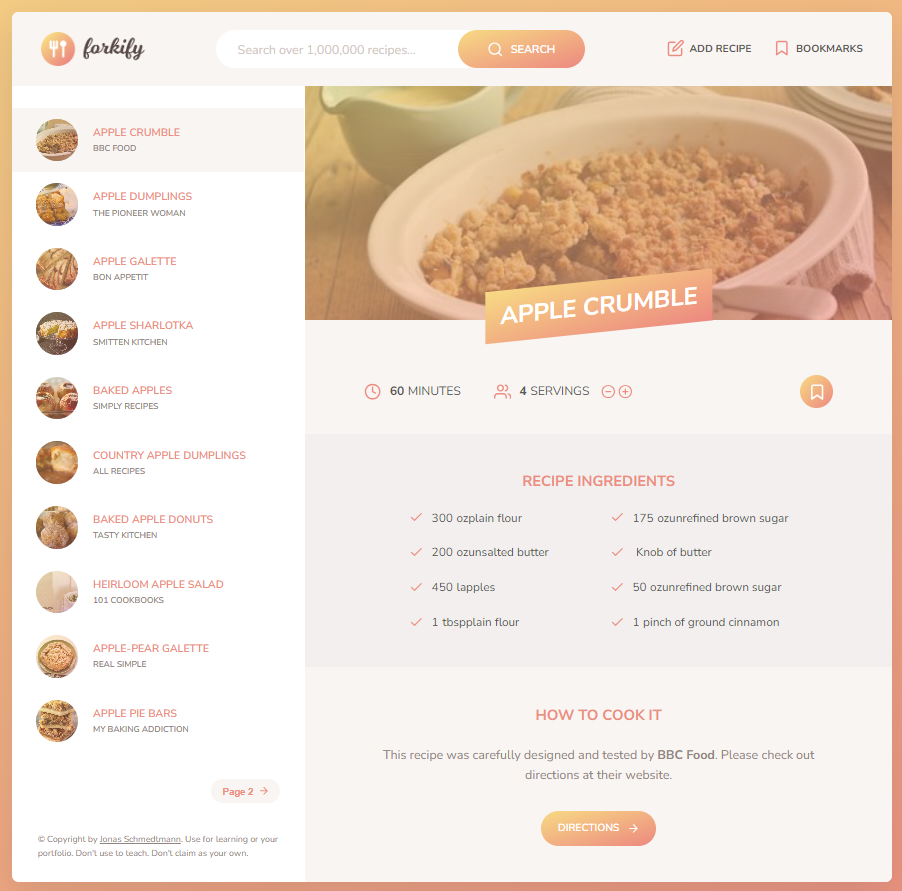 forkify
Search over 1,000,000 recipes...
SEARCH
ADD RECIPE
BOOKMARKS
APPLE CRUMBLE
BBC FOOD
APPLE DUMPLINGS
THE PIONEER WOMAN
APPLE GALETTE
BON APPETIT
APPLE SHARLOTKA
SMITTEN KITCHEN
BAKED APPLES
SIMPLY RECIPES
COUNTRY APPLE DUMPLINGS
ALL RECIPES
BAKED APPLE DONUTS
TASTY KITCHEN
HEIRLOOM APPLE SALAD
101 COOKBOOKS
APPLE-PEAR GALETTE
REAL SIMPLE
APPLE PIE BARS
MY BAKING ADDICTION
Page 2
© Copyright by Jonas Schmedtmann. Use for learning or your
portfolio. Don't use to teach. Don't claim as your own.
APPLE CRUMBLE
60 MINUTES
4 SERVINGS
RECIPE INGREDIENTS
300 ozplain flour
175 ozunrefined brown sugar
200 ozunsalted butter
Knob of butter
450 lapples
50 ozunrefined brown sugar
1 tbspplain flour
1 pinch of ground cinnamon
HOW TO COOK IT
This recipe was carefully designed and tested by BBC Food. Please check out
directions at their website.
DIRECTIONS